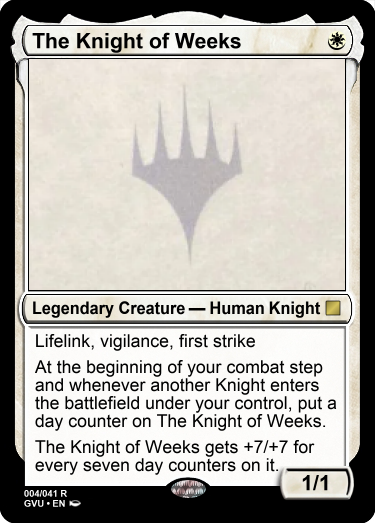 The Knight of Weeks
Legendary Creature — Human Knight
Lifelink, vigilance, first strike
At the beginning of your combat step
and whenever another Knight enters
the battlefield under your control, put a
day counter on The Knight of Weeks.
The Knight of Weeks gets +7/+7 for
every seven day counters on it.
1/1
004/041 R
GVU • EN